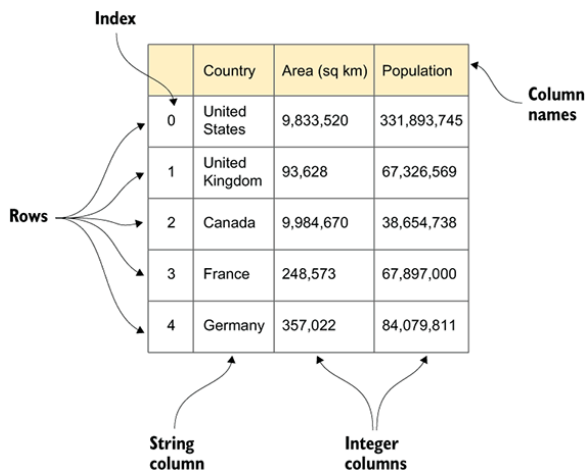 Index
Country Area (sq km) Population
Column
names
0 United
States 9,833,520 331,893,745
1 United
Kingdom 93,628 67,326,569
Rows
2 Canada 9,984,670 38,654,738
3 France 248,573 67,897,000
4 Germany 357,022 84,079,811
String
column
Integer
columns